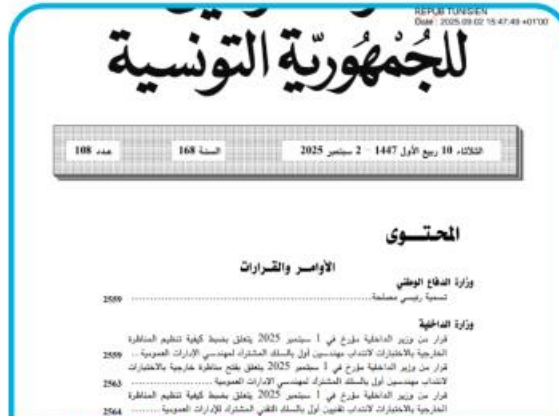 REPUB TUNISIEN
Date : 2025.09.02 15:47:49 +01'00'
للجُمْهُوريّة التونسية
الثلاثاء 10 ربيع الأول 1447 - 2 سبتمبر 2025 السنة 168 عدد 108
المحتــوى
الأوامــر والقــرارات
وزارة الدفاع الوطني
تسمية رئيسي مصلحة........................................ 2559
وزارة الداخلية
قرار من وزير الداخلية مؤرخ في 1 سبتمبر 2025 يتعلق بضبط كيفية تنظيم المناظرة
الخارجية بالاختبارات لانتداب مهندسين أول بالسلك المشترك لمهندسي الإدارات العمومية .. 2559
قرار من وزير الداخلية مؤرخ في 1 سبتمبر 2025 يتعلق بفتح مناظرة خارجية بالاختبارات
لانتداب مهندسين أول بالسلك المشترك لمهندسي الإدارات العمومية ............... 2563
قرار من وزير الداخلية مؤرخ في 1 سبتمبر 2025 يتعلق بضبط كيفية تنظيم المناظرة
الخارجية بالاختبارات لانتداب تقنيين أول بالسلك التقني المشترك للإدارات العمومية ...... 2564